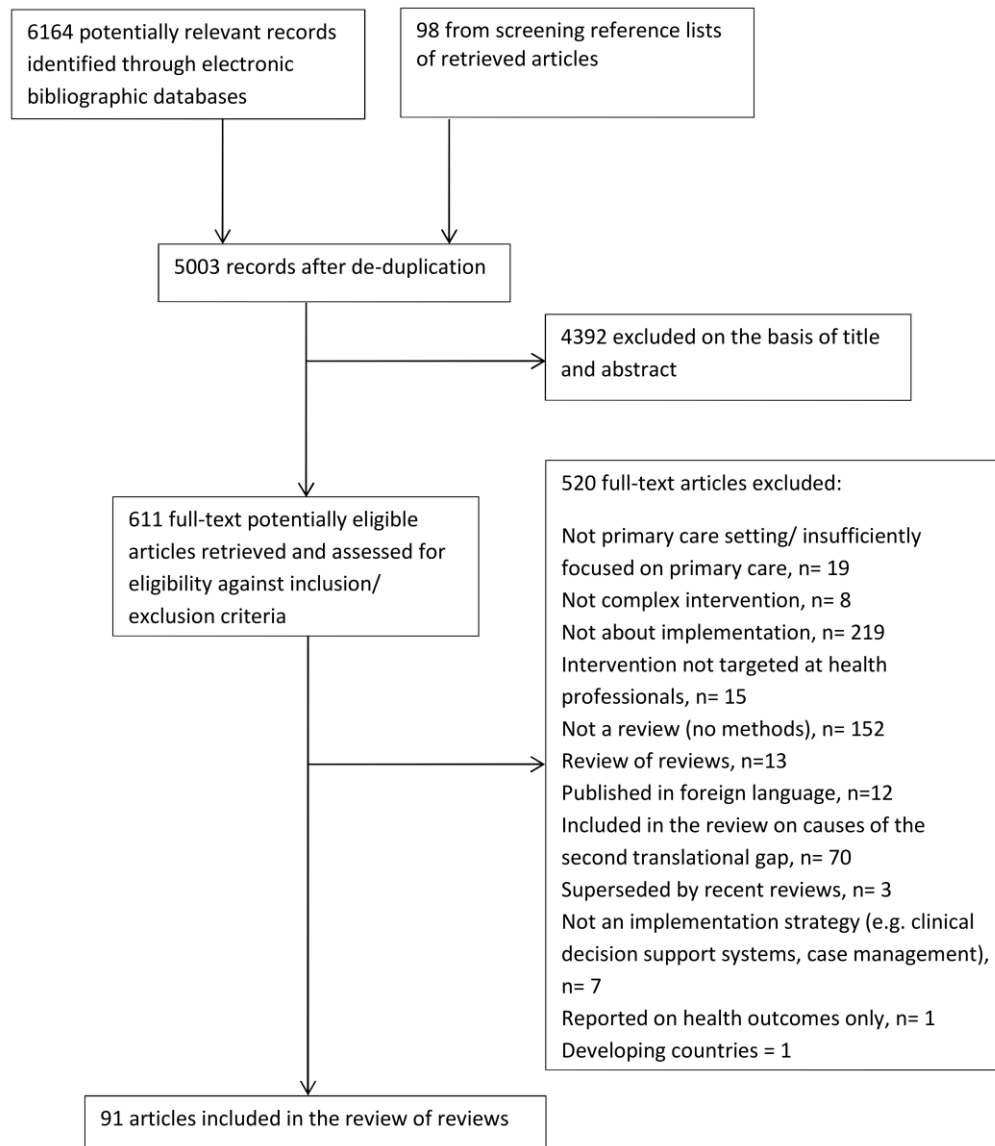 6164 potentially relevant records
identified through electronic
bibliographic databases
98 from screening reference lists
of retrieved articles
5003 records after de-duplication
4392 excluded on the basis of title
and abstract
611 full-text potentially eligible
articles retrieved and assessed for
eligibility against inclusion/
exclusion criteria
520 full-text articles excluded:
Not primary care setting/ insufficiently
focused on primary care, n= 19
Not complex intervention, n= 8
Not about implementation, n= 219
Intervention not targeted at health
professionals, n= 15
Not a review (no methods), n= 152
Review of reviews, n=13
Published in foreign language, n=12
Included in the review on causes of the
second translational gap, n= 70
Superseded by recent reviews, n= 3
Not an implementation strategy (e.g. clinical
decision support systems, case management),
n= 7
Reported on health outcomes only, n= 1
Developing countries = 1
91 articles included in the review of reviews